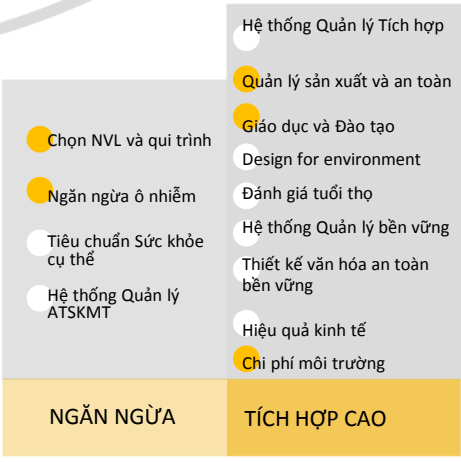 Chọn NVL và qui trình
Ngăn ngừa ô nhiễm
Tiêu chuẩn Sức khỏe
cụ thể
Hệ thống Quản lý
ATSKMT
NGĂN NGỪA
Hệ thống Quản lý Tích hợp
Quản lý sản xuất và an toàn
Giáo dục và Đào tạo
Design for environment
Đánh giá tuổi thọ
Hệ thống Quản lý bền vững
Thiết kế văn hóa an toàn
bền vững
Hiệu quả kinh tế
Chi phí môi trường
TÍCH HỢP CAO